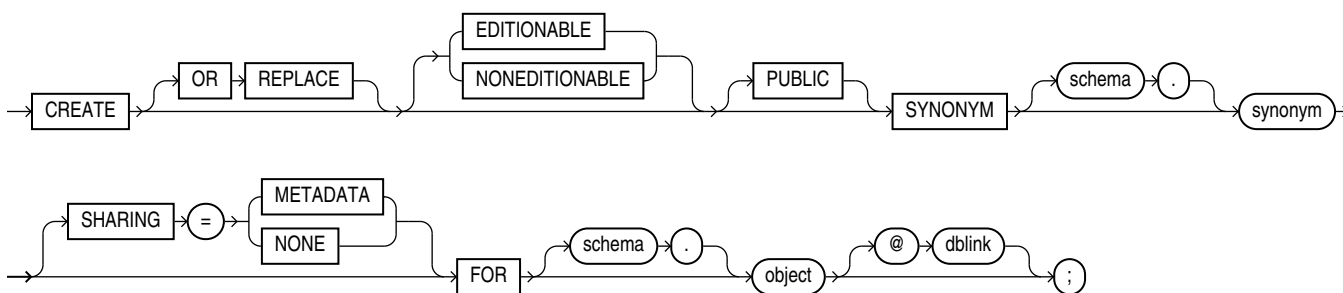 EDITIONABLE
OR REPLACE NONEDITIONABLE PUBLIC schema .
CREATE SYNONYM synonym
METADATA
SHARING = NONE schema . @ dblink
FOR object ;